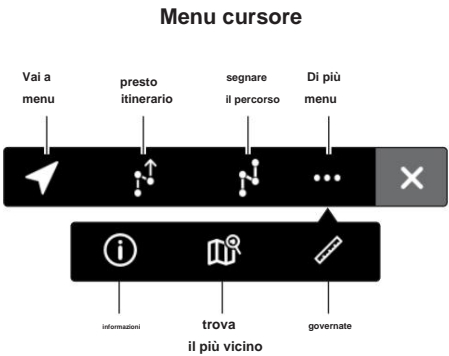 Menu cursore
Vai a
menu
presto
itinerario
segnare
il percorso
Di più
menu
informazioni
trova
il più vicino
governate